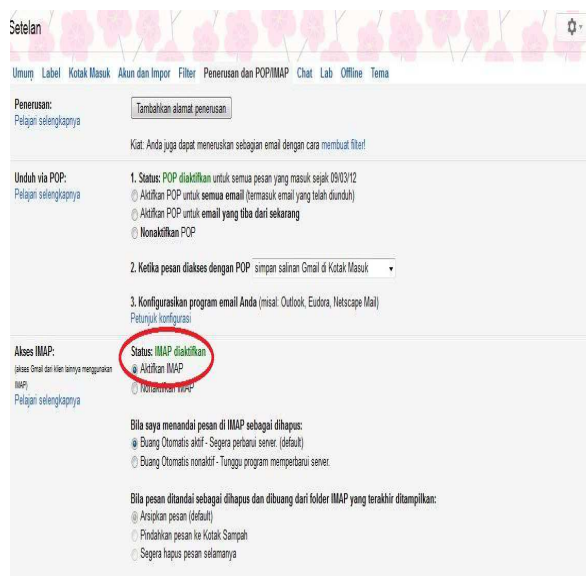 Setelan
Umum Label Kotak Masuk Akun dan Impor Filter Penerusan dan POP/IMAP Chat Lab Offline Tema
Penerusan:
Pelajari selengkapnya
Tambahkan alamat penerusan
Kiat: Anda juga dapat meneruskan sebagian email dengan cara membuat filter!
Unduh via POP:
Pelajari selengkapnya
1. Status: POP diaktifkan untuk semua pesan yang masuk sejak 09/03/12
Aktifkan POP untuk semua email (termasuk email yang telah diunduh)
Aktifkan POP untuk email yang tiba dari sekarang
Nonaktifkan POP
2. Ketika pesan diakses dengan POP simpan salinan Gmail di Kotak Masuk
3. Konfigurasikan program email Anda (misal: Outlook, Eudora, Netscape Mail)
Petunjuk konfigurasi
Akses IMAP:
(akses Gmail dari klien lainnya menggunakan
IMAP)
Pelajari selengkapnya
Status: IMAP diaktifkan
Aktifkan IMAP
Nonaktifkan IMAP
Bila saya menandai pesan di IMAP sebagai dihapus:
Buang Otomatis aktif - Segera perbarui server. (default)
Buang Otomatis nonaktif - Tunggu program memperbarui server.
Bila pesan ditandai sebagai dihapus dan dibuang dari folder IMAP yang terakhir ditampilkan:
Arsipkan pesan (default)
Pindahkan pesan ke Kotak Sampah
Segera hapus pesan selamanya